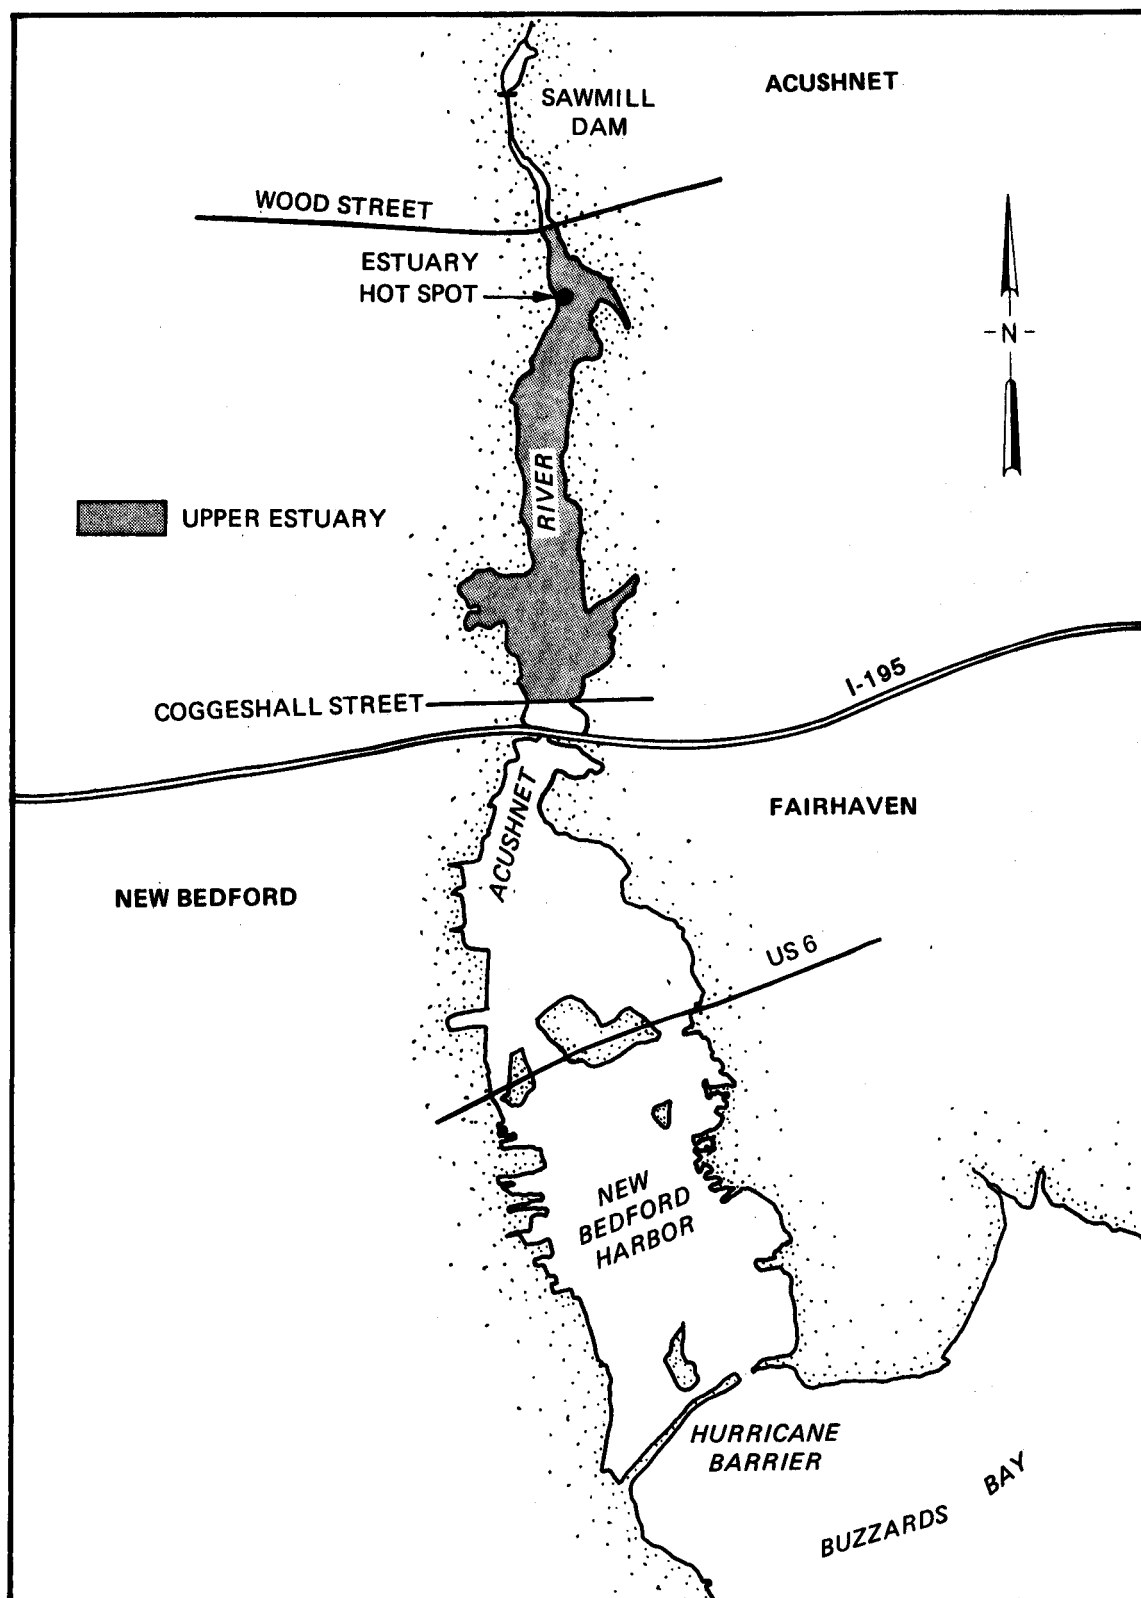 ACUSHNET
SAWMILL
DAM
WOOD STREET
ESTUARY
HOT SPOT
-N-
RIVER
UPPER ESTUARY
I-195
COGGESHALL STREET
ACUSHNET
FAIRHAVEN
NEW BEDFORD
US 6
NEW
BEDFORD
HARBOR
HURRICANE
BARRIER
BUZZARDS BAY